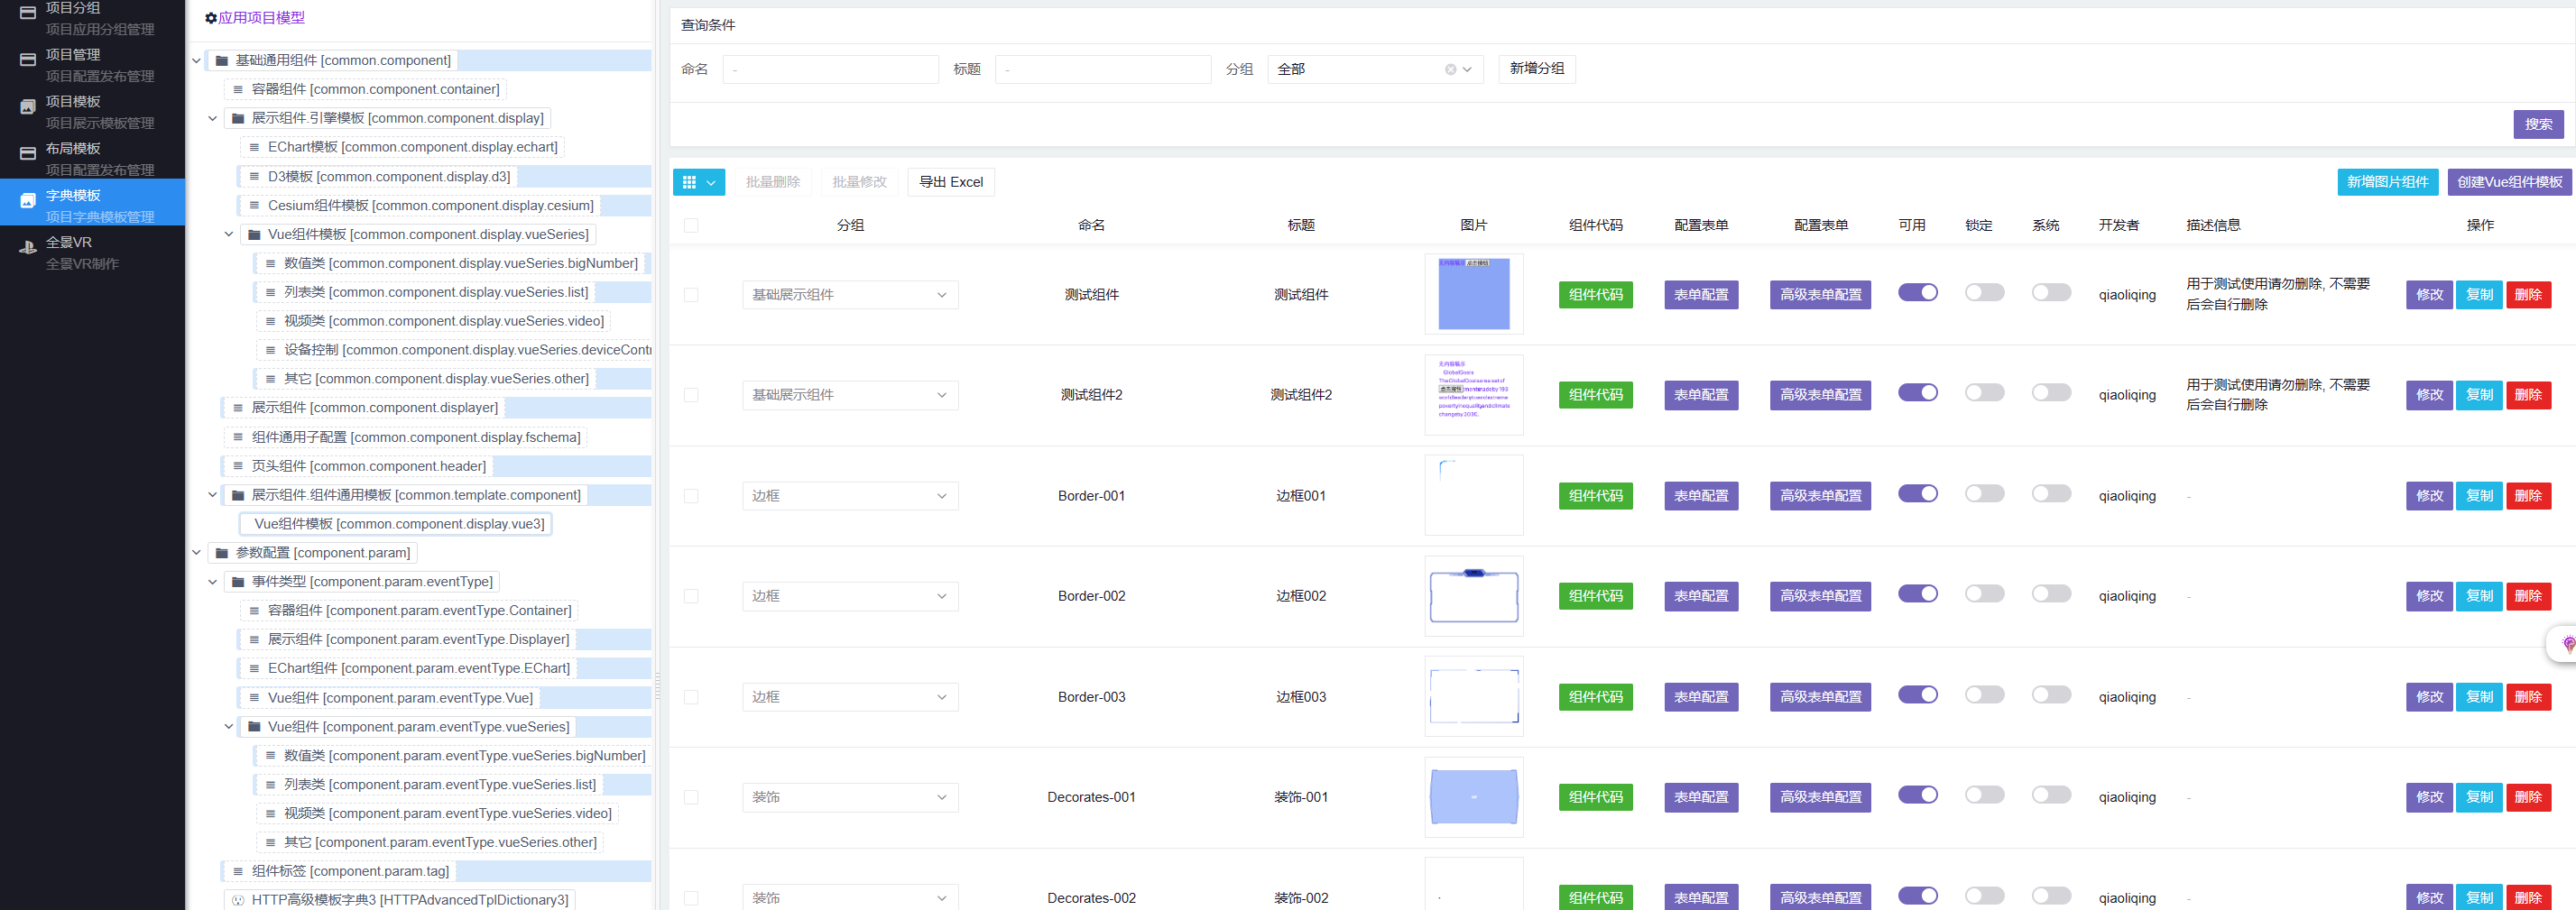 项目分组
项目应用分组管理
项目管理
项目配置发布管理
项目模板
项目展示模板管理
布局模板
项目配置发布管理
字典模板
项目字典模板管理
全景VR
全景VR制作
应用项目模型
基础通用组件 [common.component]
容器组件 [common.component.container]
展示组件.引擎模板 [common.component.display]
EChart模板 [common.component.display.echart]
D3模板 [common.component.display.d3]
Cesium组件模板 [common.component.display.cesium]
Vue组件模板 [common.component.display.vueSeries]
数值类 [common.component.display.vueSeries.bigNumber]
列表类 [common.component.display.vueSeries.list]
视频类 [common.component.display.vueSeries.video]
设备控制 [common.component.display.vueSeries.deviceCont
其它 [common.component.display.vueSeries.other]
展示组件 [common.component.displayer]
组件通用子配置 [common.component.display.fschema]
页头组件 [common.component.header]
展示组件.组件通用模板 [common.template.component]
Vue组件模板 [common.component.display.vue3]
参数配置 [component.param]
事件类型 [component.param.eventType]
容器组件 [component.param.eventType.Container]
展示组件 [component.param.eventType.Displayer]
EChart组件 [component.param.eventType.EChart]
Vue组件 [component.param.eventType.Vue]
Vue组件 [component.param.eventType.vueSeries]
数值类 [component.param.eventType.vueSeries.bigNumber]
列表类 [component.param.eventType.vueSeries.list]
视频类 [component.param.eventType.vueSeries.video]
其它 [component.param.eventType.vueSeries.other]
组件标签 [component.param.tag]
HTTP高级模板字典3 [HTTPAdvancedTplDictionary3]
查询条件
命名 - 标题 - 分组 全部 新增分组
搜索
批量删除 批量修改 导出 Excel 新增图片组件 创建Vue组件模板
分组 命名 标题 图片 组件代码 配置表单 配置表单 可用 锁定 系统 开发者 描述信息 操作
基础展示组件 测试组件 测试组件 组件代码 表单配置 高级表单配置 qiaoliqing 用于测试使用请勿删除, 不需要后会自行删除 修改 复制 删除
基础展示组件 测试组件2 测试组件2 组件代码 表单配置 高级表单配置 qiaoliqing 用于测试使用请勿删除, 不需要后会自行删除 修改 复制 删除
边框 Border-001 边框001 组件代码 表单配置 高级表单配置 qiaoliqing - 修改 复制 删除
边框 Border-002 边框002 组件代码 表单配置 高级表单配置 qiaoliqing - 修改 复制 删除
边框 Border-003 边框003 组件代码 表单配置 高级表单配置 qiaoliqing - 修改 复制 删除
装饰 Decorates-001 装饰-001 组件代码 表单配置 高级表单配置 qiaoliqing - 修改 复制 删除
装饰 Decorates-002 装饰-002 组件代码 表单配置 高级表单配置 qiaoliqing - 修改 复制 删除